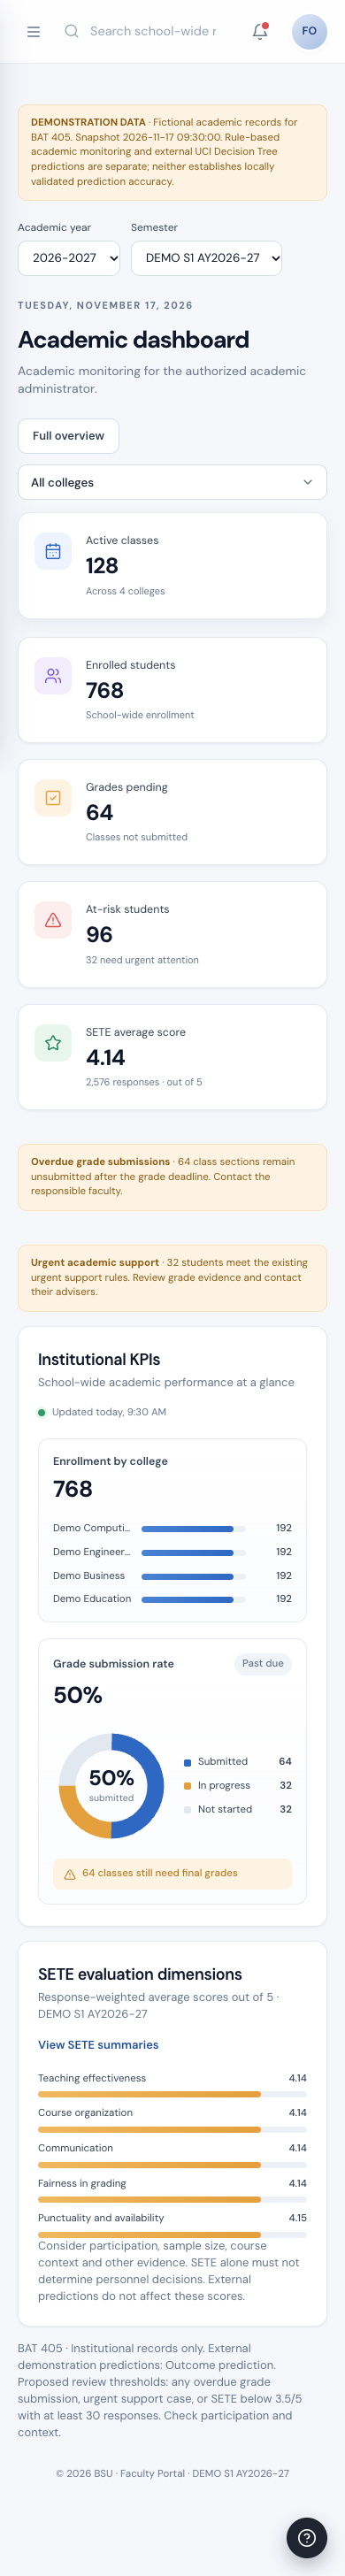 Search school-wide r
FO
DEMONSTRATION DATA · Fictional academic records for
BAT 405. Snapshot 2026-11-17 09:30:00. Rule-based
academic monitoring and external UCI Decision Tree
predictions are separate; neither establishes locally
validated prediction accuracy.
Academic year
Semester
2026-2027
DEMO S1 AY2026-27
TUESDAY, NOVEMBER 17, 2026
Academic dashboard
Academic monitoring for the authorized academic
administrator.
Full overview
All colleges
Active classes
128
Across 4 colleges
Enrolled students
768
School-wide enrollment
Grades pending
64
Classes not submitted
At-risk students
96
32 need urgent attention
SETE average score
4.14
2,576 responses · out of 5
Overdue grade submissions · 64 class sections remain
unsubmitted after the grade deadline. Contact the
responsible faculty.
Urgent academic support · 32 students meet the existing
urgent support rules. Review grade evidence and contact
their advisers.
Institutional KPIs
School-wide academic performance at a glance
Updated today, 9:30 AM
Enrollment by college
768
Demo Computi... 192
Demo Engineer... 192
Demo Business 192
Demo Education 192
Grade submission rate
Past due
50%
50%
submitted
Submitted 64
In progress 32
Not started 32
64 classes still need final grades
SETE evaluation dimensions
Response-weighted average scores out of 5 ·
DEMO S1 AY2026-27
View SETE summaries
Teaching effectiveness 4.14
Course organization 4.14
Communication 4.14
Fairness in grading 4.14
Punctuality and availability 4.15
Consider participation, sample size, course
context and other evidence. SETE alone must not
determine personnel decisions. External
predictions do not affect these scores.
BAT 405 · Institutional records only. External
demonstration predictions: Outcome prediction.
Proposed review thresholds: any overdue grade
submission, urgent support case, or SETE below 3.5/5
with at least 30 responses. Check participation and
context.
© 2026 BSU · Faculty Portal · DEMO S1 AY2026-27